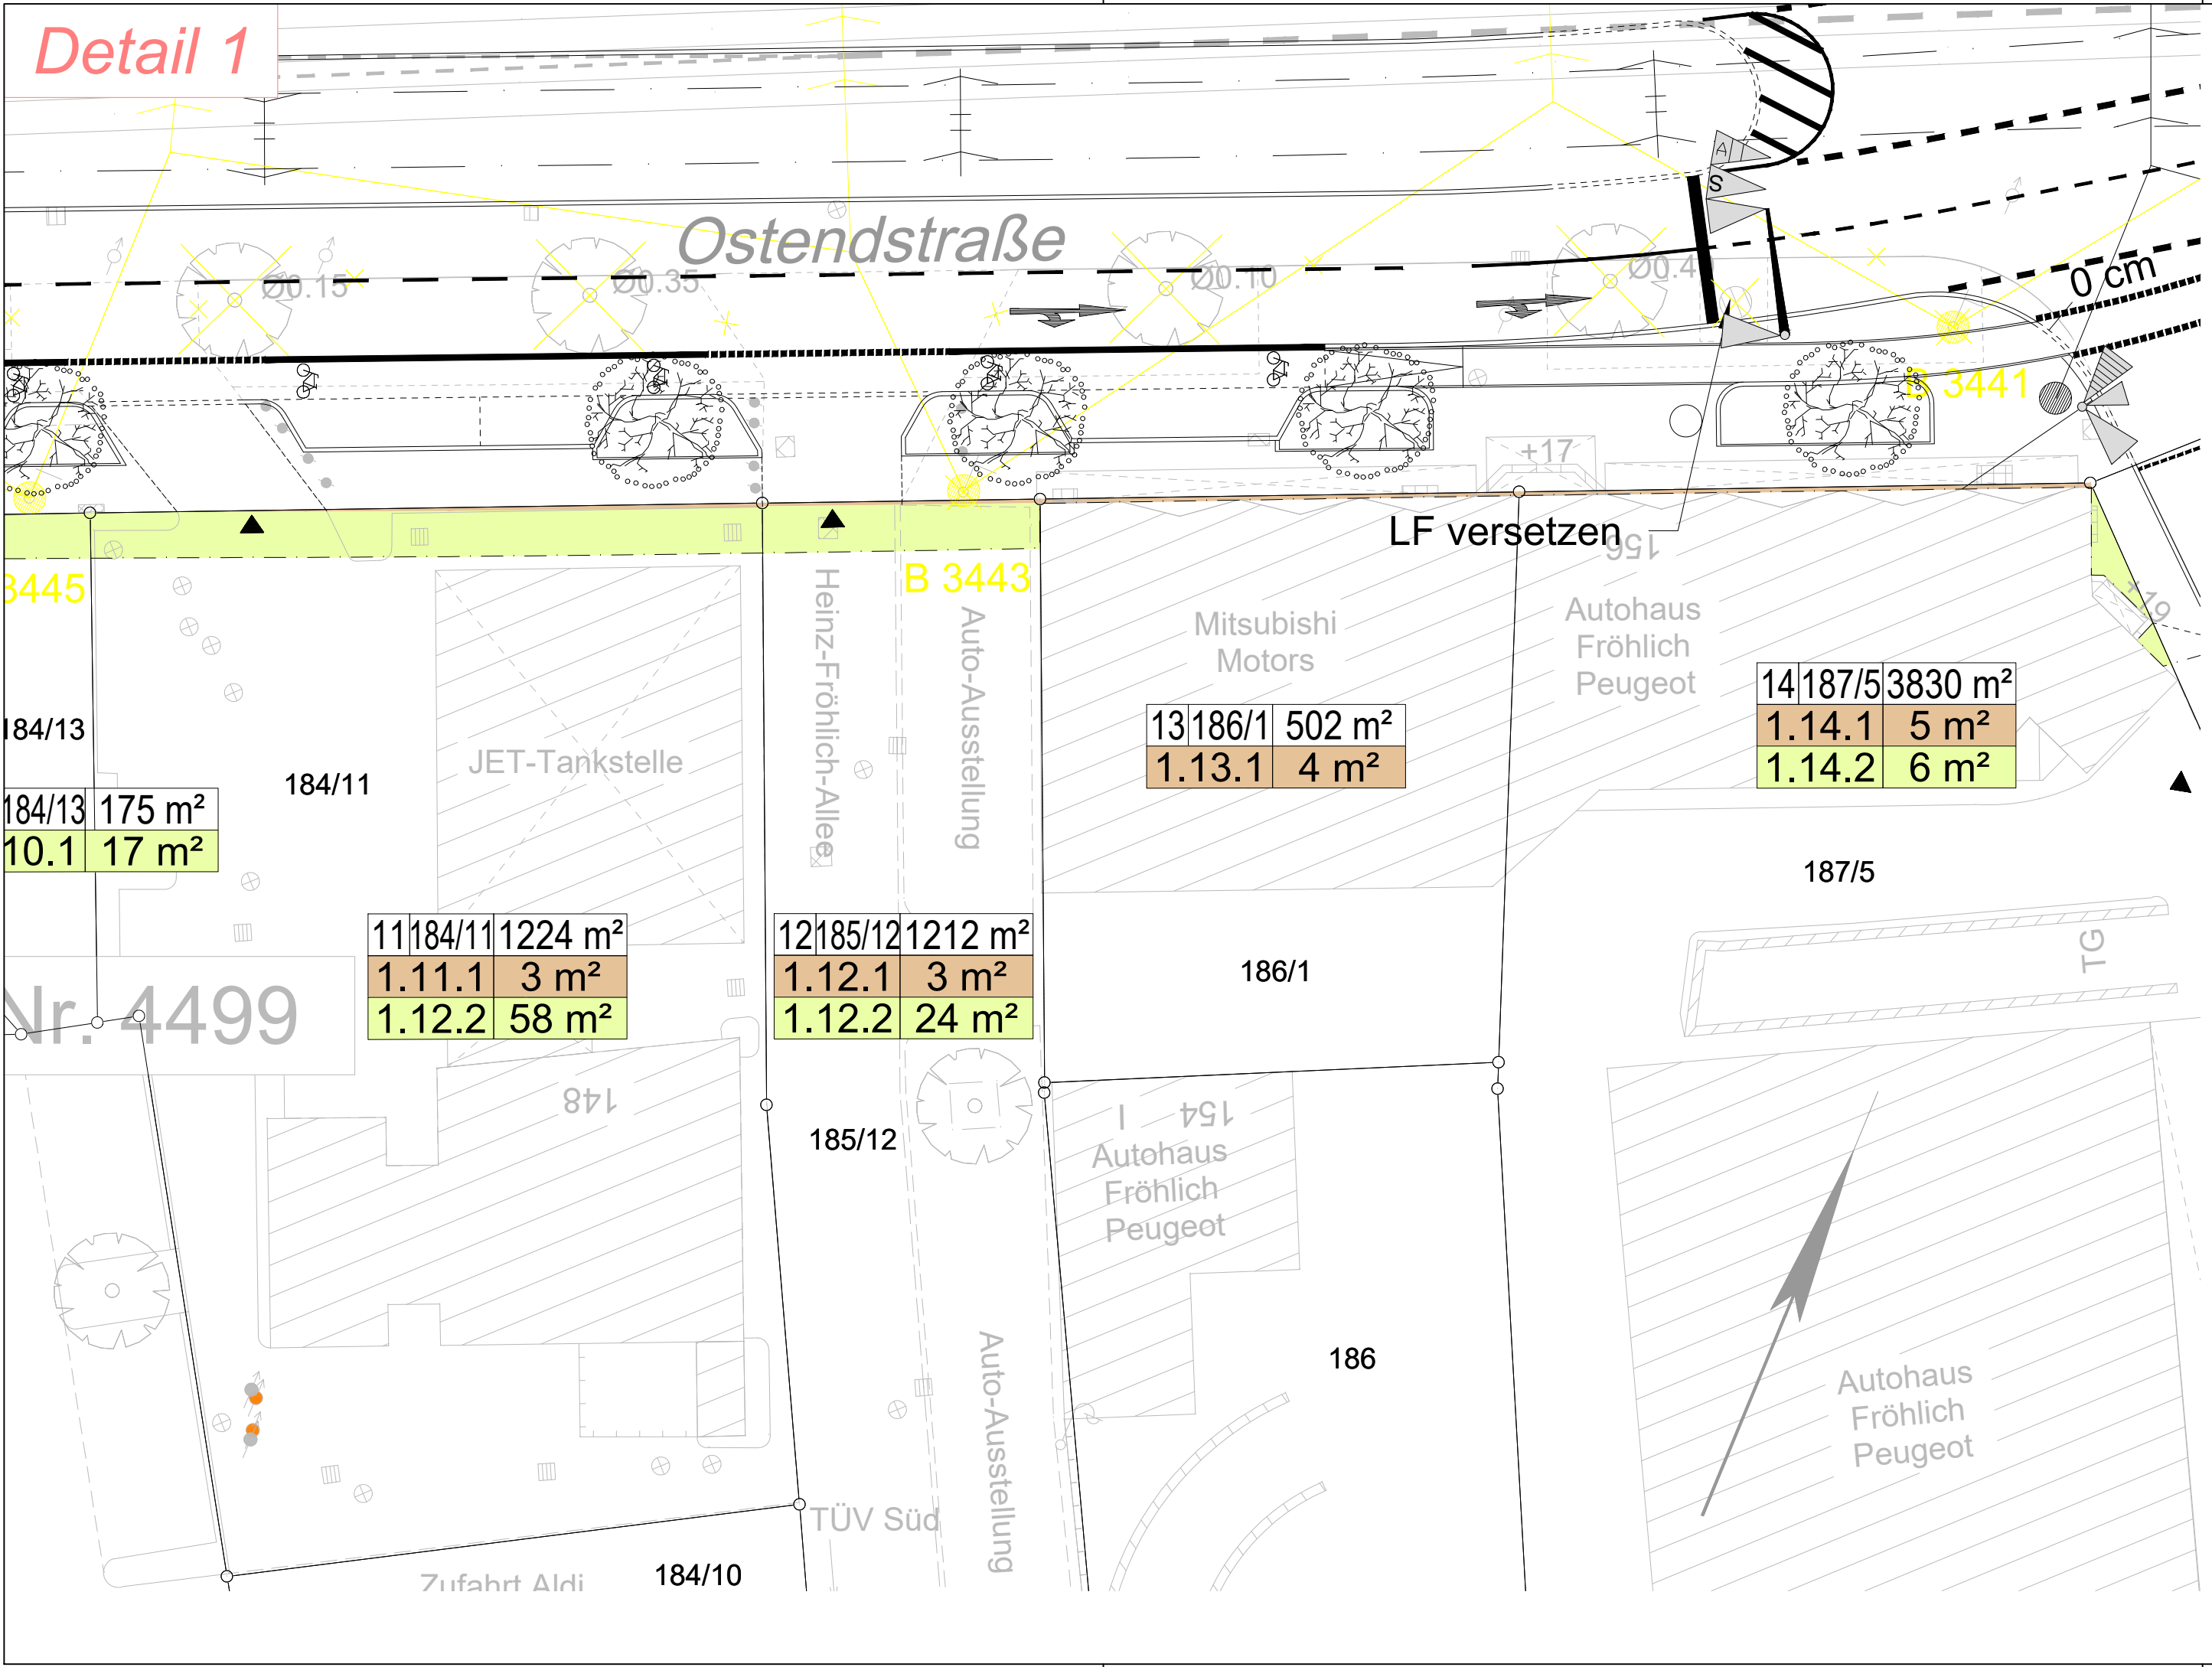 Detail 1
A
S
Ostendstraße
Ø0.15
Ø0.35
Ø0.10
Ø0.4
0 cm
B 3441
+17
LF versetzen
156
3445
B 3443
+19
Heinz-Fröhlich-Allee
Auto-Ausstellung
Mitsubishi
Motors
Autohaus
Fröhlich
Peugeot
14 187/5 3830 m²
1.14.1 5 m²
1.14.2 6 m²
13 186/1 502 m²
1.13.1 4 m²
184/13
184/11
JET-Tankstelle
184/13 175 m²
10.1 17 m²
187/5
11 184/11 1224 m²
1.11.1 3 m²
1.12.2 58 m²
12 185/12 1212 m²
1.12.1 3 m²
1.12.2 24 m²
186/1
TG
Nr. 4499
148
185/12
I 154
Autohaus
Fröhlich
Peugeot
186
Auto-Ausstellung
Autohaus
Fröhlich
Peugeot
TÜV Süd
Zufahrt Aldi
184/10